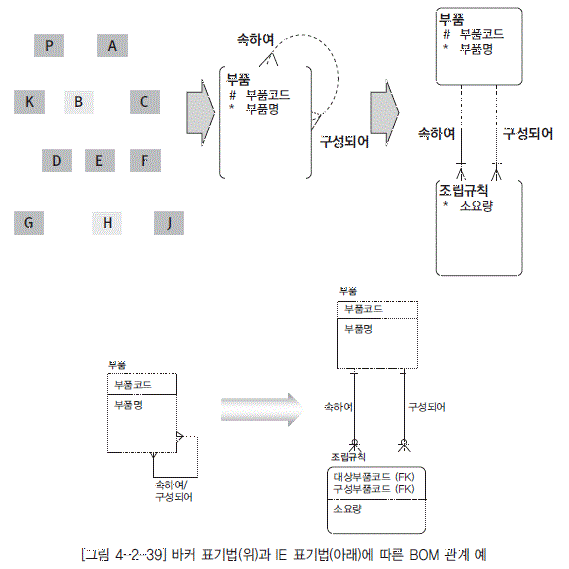 P A
K B C
D E F
G H J
속하여
부품
# 부품코드
* 부품명
구성되어
부품
# 부품코드
* 부품명
속하여 구성되어
조립규칙
* 소요량
부품
부품코드
부품명
속하여/
구성되어
부품
부품코드
부품명
속하여 구성되어
조립규칙
대상부품코드 (FK)
구성부품코드 (FK)
소요량
[그림 4-2-39] 바커 표기법(위)과 IE 표기법(아래)에 따른 BOM 관계 예